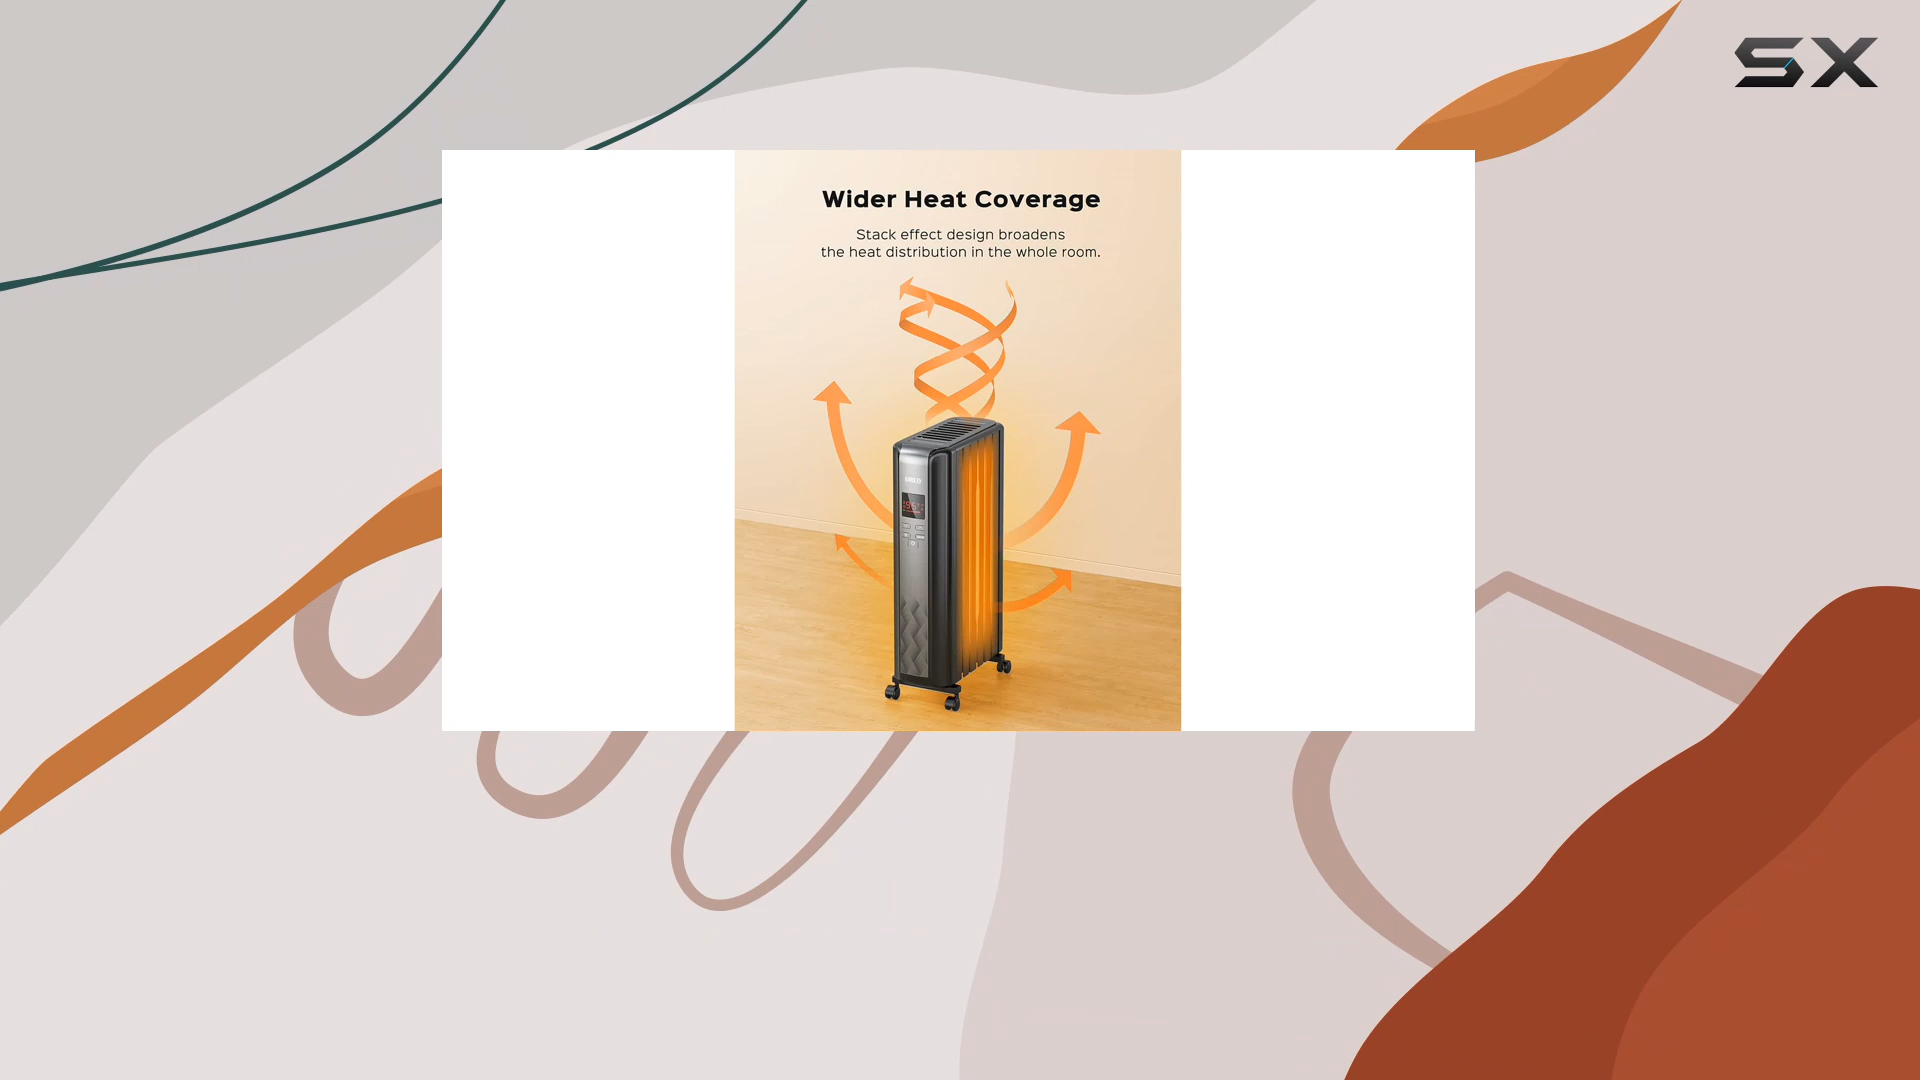 SX
Wider Heat Coverage
Stack effect design broadens
the heat distribution in the whole room.